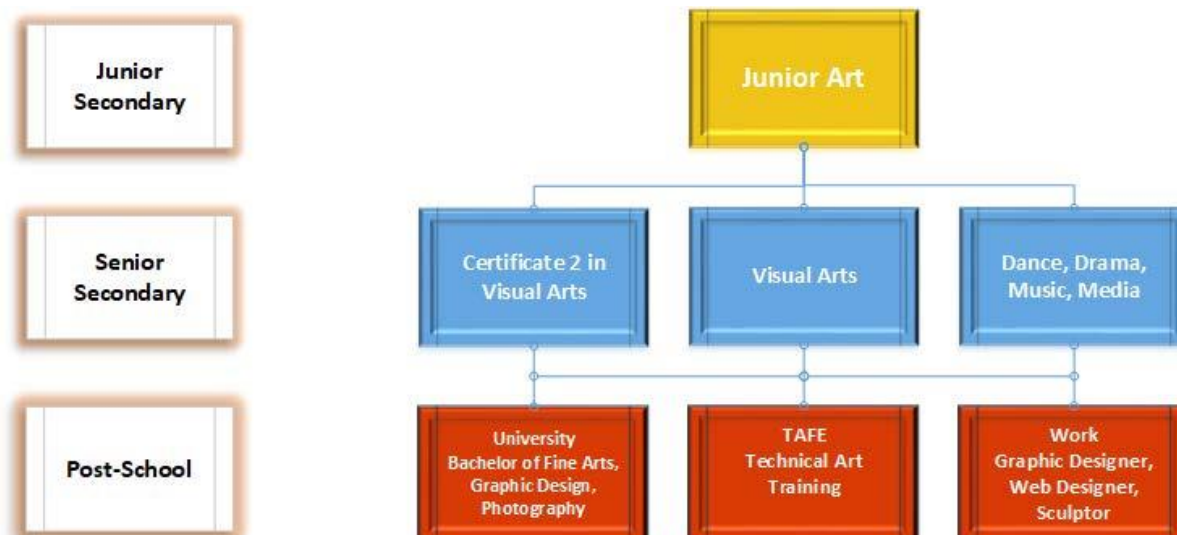 Junior
Secondary
Junior Art
Senior
Secondary
Certificate 2 in
Visual Arts
Visual Arts
Dance, Drama,
Music, Media
Post-School
University
Bachelor of Fine Arts,
Graphic Design,
Photography
TAFE
Technical Art
Training
Work
Graphic Designer,
Web Designer,
Sculptor